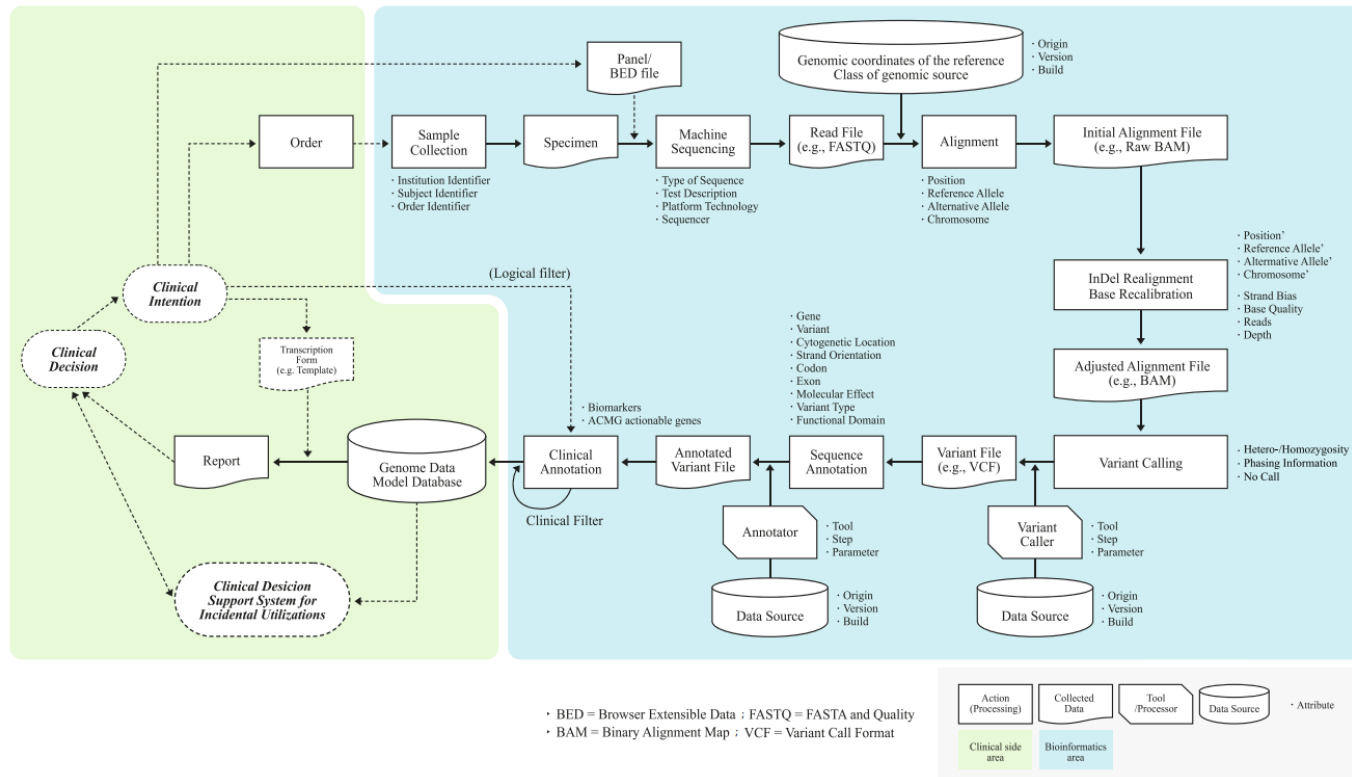 Panel/
BED file
Genomic coordinates of the reference
Class of genomic source
· Origin
· Version
· Build
Order
Sample
Collection
Specimen
Machine
Sequencing
Read File
(e.g., FASTQ)
Alignment
Initial Alignment File
(e.g., Raw BAM)
· Institution Identifier
· Subject Identifier
· Order Identifier
· Type of Sequence
· Test Description
· Platform Technology
· Sequencer
· Position
· Reference Allele
· Alternative Allele
· Chromosome
· Position’
· Reference Allele’
· Alternative Allele’
· Chromosome’
· Strand Bias
· Base Quality
· Reads
· Depth
InDel Realignment
Base Recalibration
Adjusted Alignment File
(e.g., BAM)
Clinical
Intention
(Logical filter)
Clinical
Decision
Transcription
Form
(e.g. Template)
· Gene
· Variant
· Cytogenetic Location
· Strand Orientation
· Codon
· Exon
· Molecular Effect
· Variant Type
· Functional Domain
· Biomarkers
· ACMG actionable genes
Report
Genome Data
Model Database
Clinical
Annotation
Clinical Filter
Annotated
Variant File
Sequence
Annotation
Variant File
(e.g., VCF)
Variant Calling
· Hetero-/Homozygosity
· Phasing Information
· No Call
Annotator
· Tool
· Step
· Parameter
Variant
Caller
· Tool
· Step
· Parameter
Clinical Desicion
Support System for
Incidental Utilizations
Data Source
· Origin
· Version
· Build
Data Source
· Origin
· Version
· Build
‣ BED = Browser Extensible Data ; FASTQ = FASTA and Quality
‣ BAM = Binary Alignment Map ; VCF = Variant Call Format
Action
(Processing)
Collected
Data
Tool
/Processor
Data Source
· Attribute
Clinical side
area
Bioinformatics
area